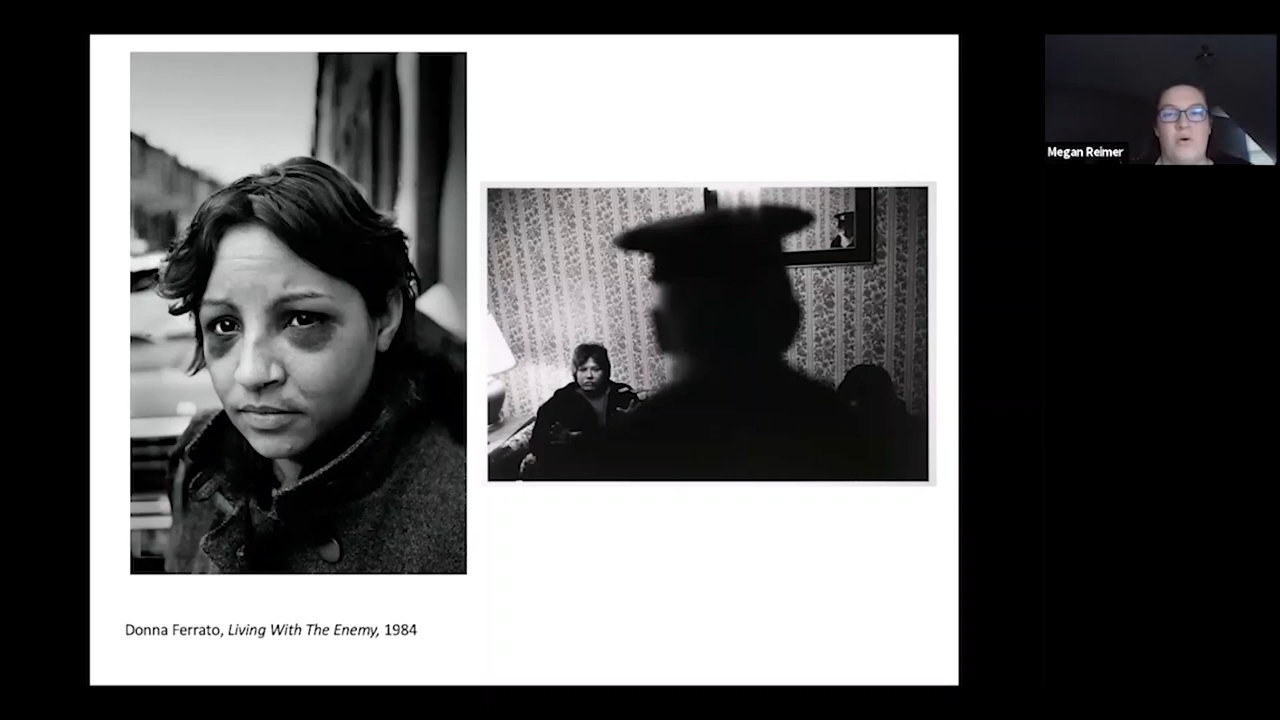 Megan Reimer
Donna Ferrato, Living With The Enemy, 1984